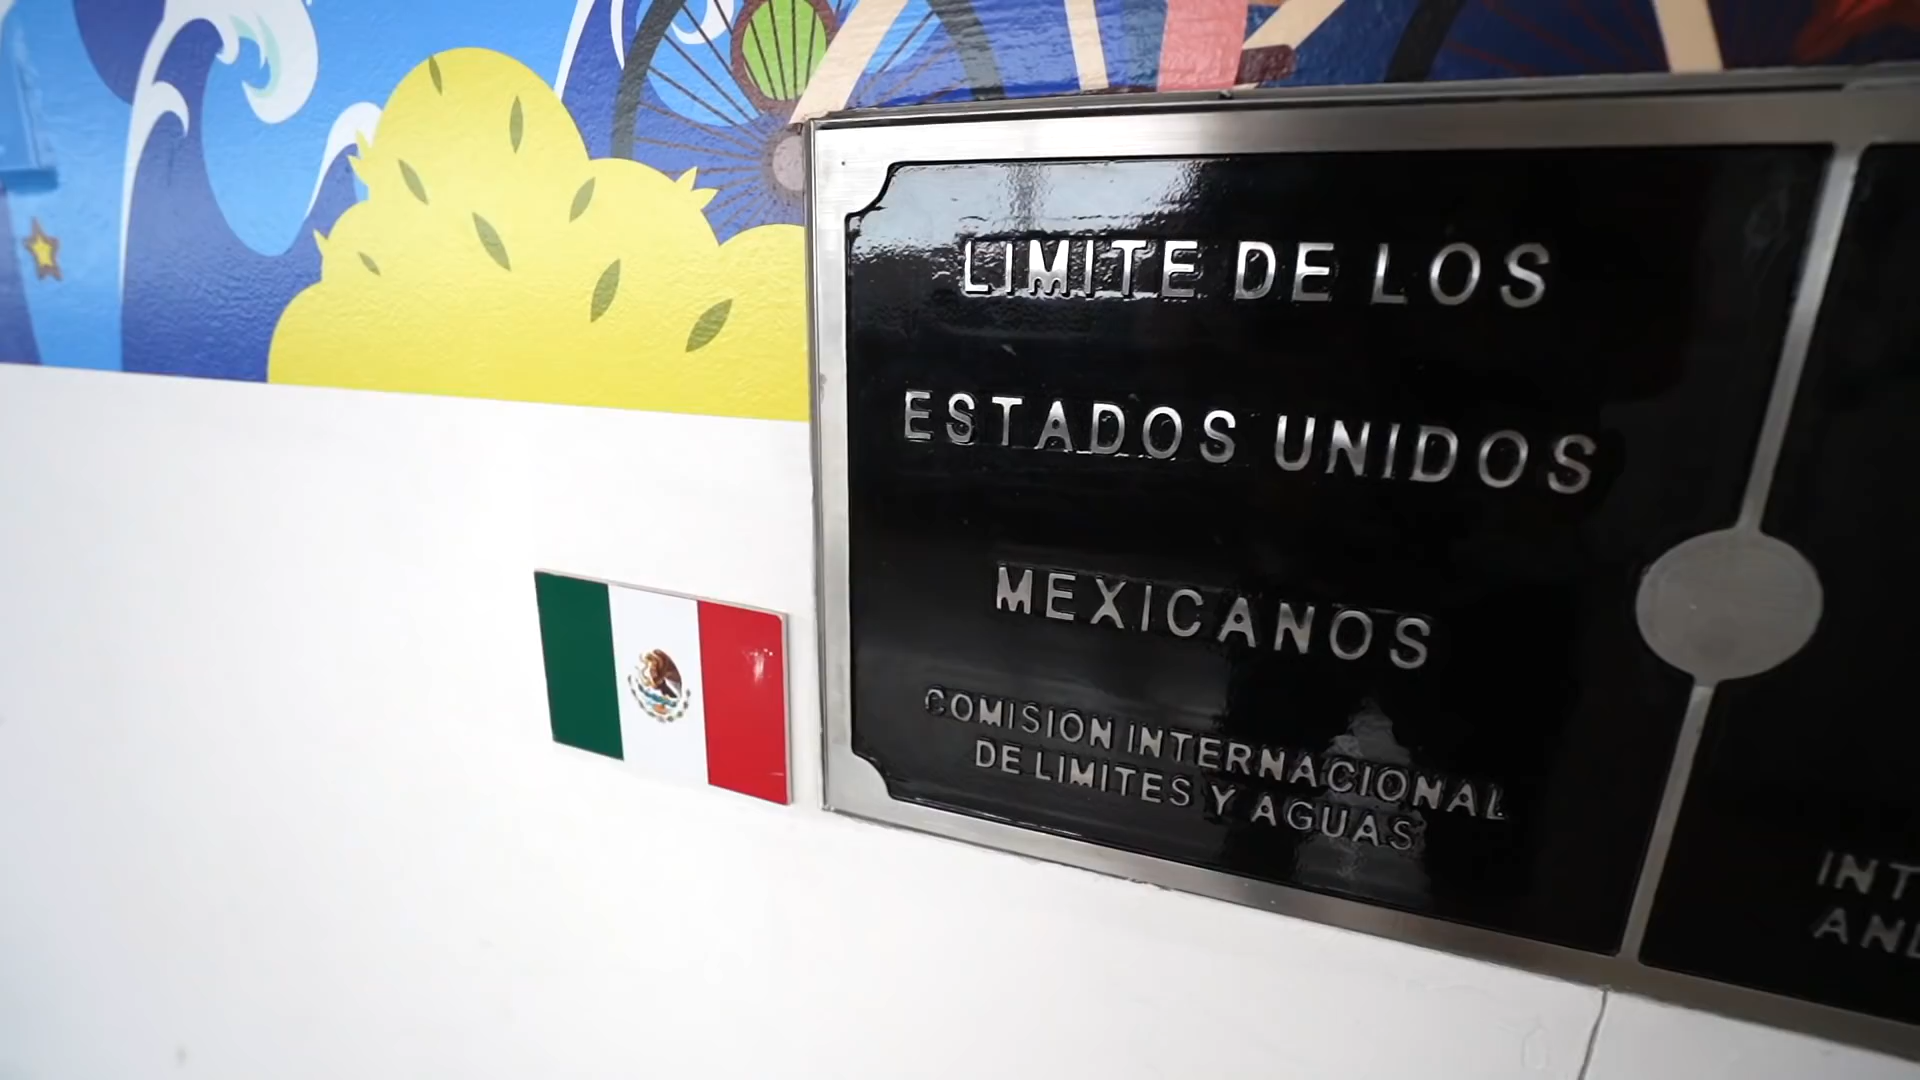 LIMITE DE LOS
ESTADOS UNIDOS
MEXICANOS
COMISION INTERNACIONAL
DE LIMITES Y AGUAS